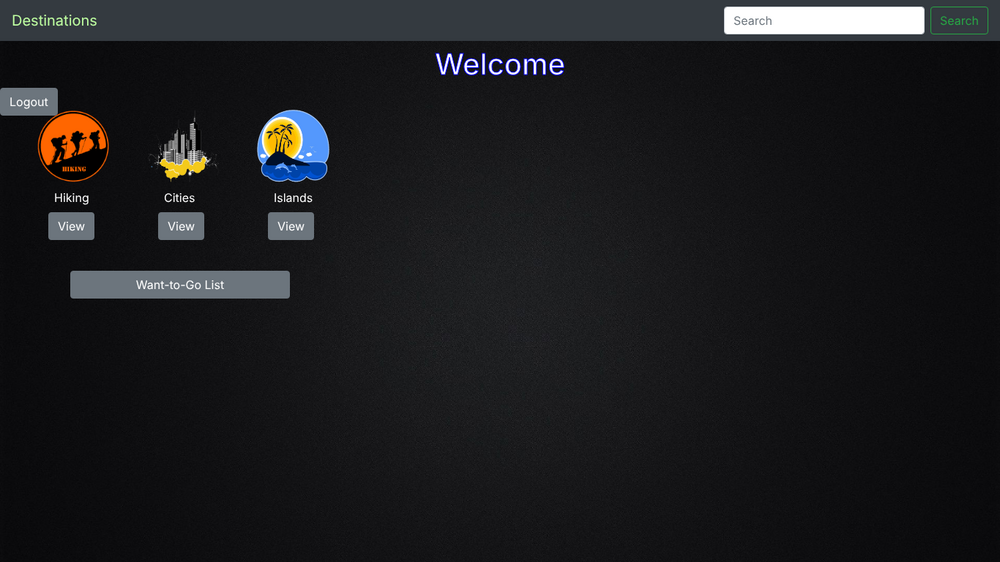 Destinations
Search
Search
Welcome
Logout
HIKING
Hiking
Cities
Islands
View
View
View
Want-to-Go List